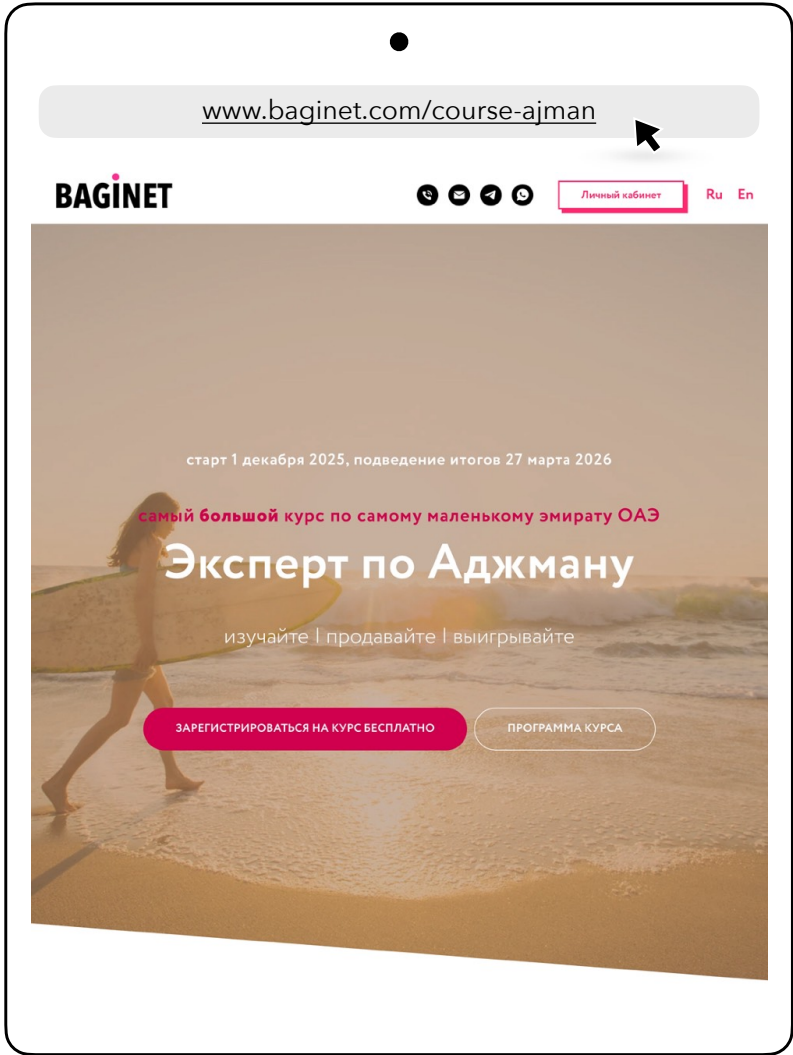 www.baginet.com/course-ajman
BAGINET
Личный кабинет
Ru En
старт 1 декабря 2025, подведение итогов 27 марта 2026
самый большой курс по самому маленькому эмирату ОАЭ
Эксперт по Аджману
изучайте | продавайте | выигрывайте
ЗАРЕГИСТРИРОВАТЬСЯ НА КУРС БЕСПЛАТНО
ПРОГРАММА КУРСА